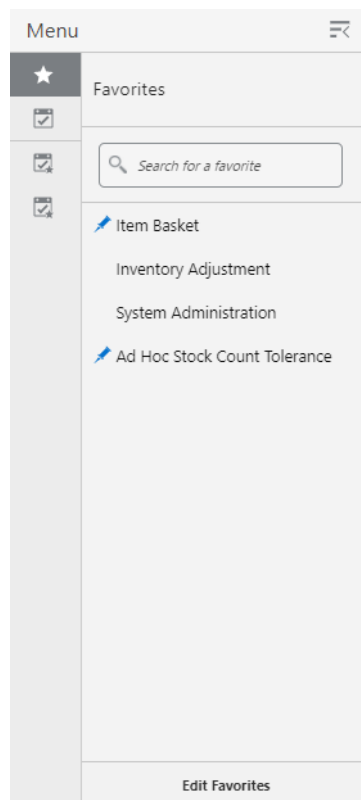 Menu
Favorites
Search for a favorite
Item Basket
Inventory Adjustment
System Administration
Ad Hoc Stock Count Tolerance
Edit Favorites